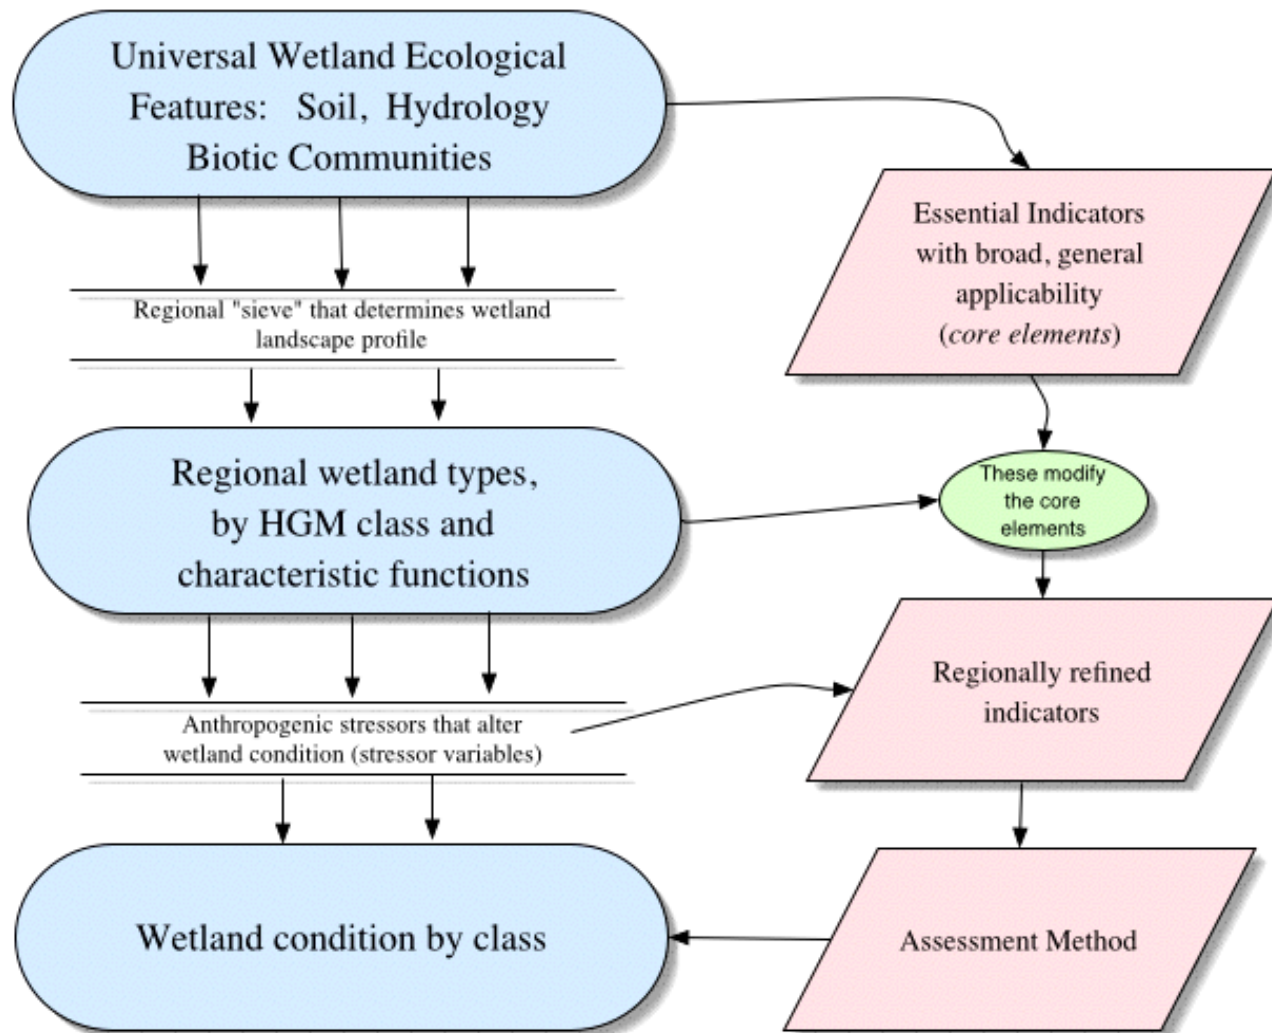 Universal Wetland Ecological
Features: Soil, Hydrology
Biotic Communities
Essential Indicators
with broad, general
applicability
(core elements)
Regional "sieve" that determines wetland
landscape profile
Regional wetland types,
by HGM class and
characteristic functions
These modify
the core
elements
Regionally refined
indicators
Anthropogenic stressors that alter
wetland condition (stressor variables)
Wetland condition by class
Assessment Method